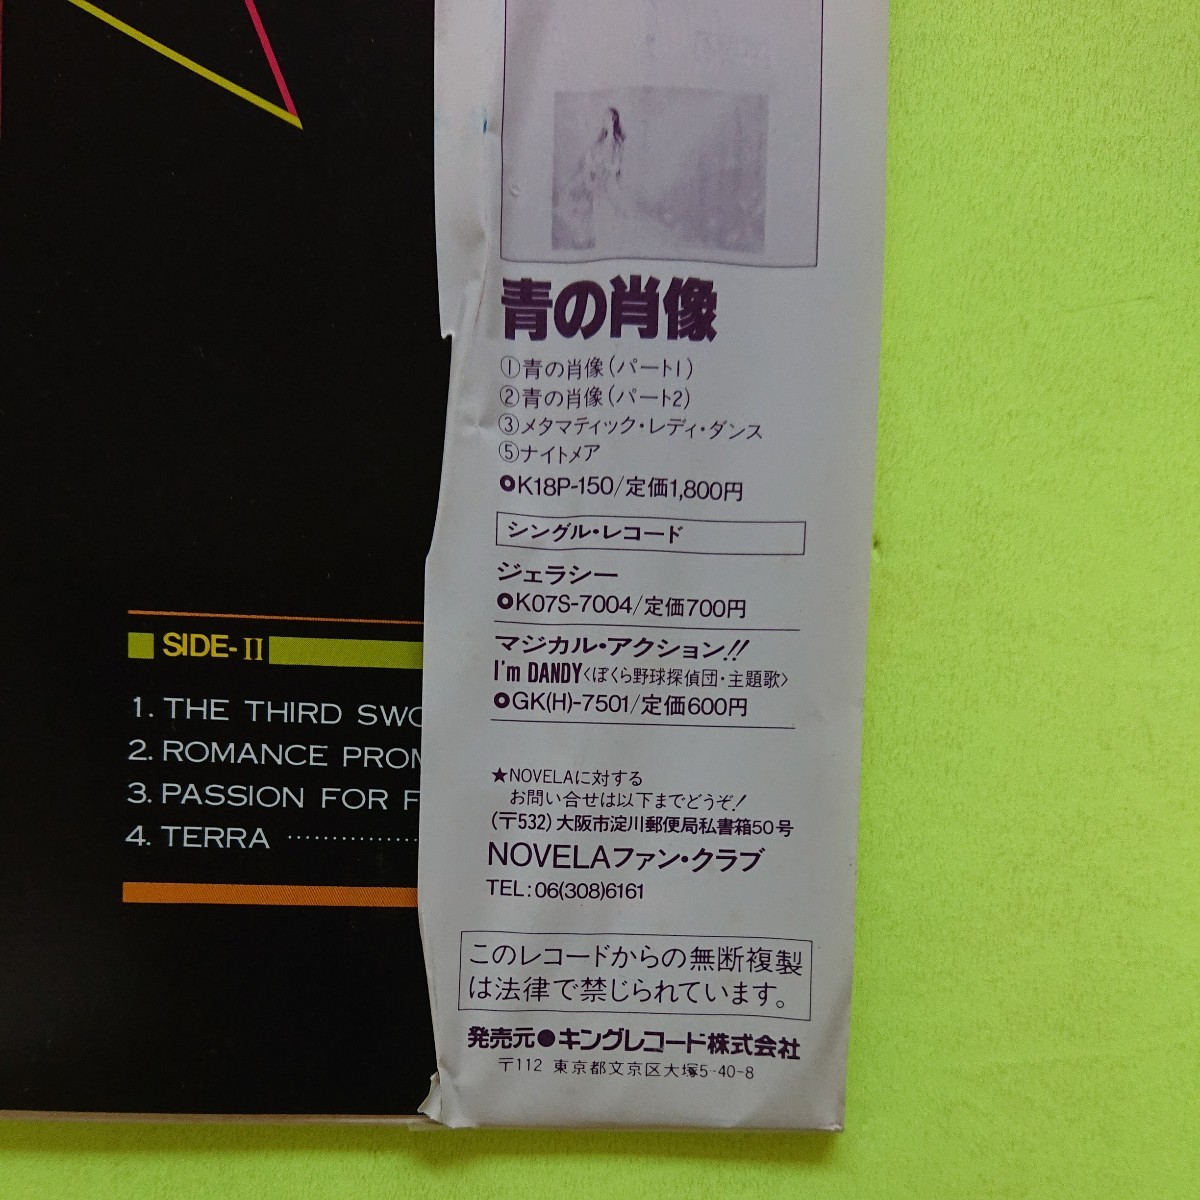 SIDE-II
1. THE THIRD
2. ROMANCE
3. PASSION FOR
4. TERRA ··················
青の肖像
①青の肖像(パート1)
②青の肖像(パート2)
③メタマティック・レディ・ダンス
⑤ナイトメア
K18P-150/定価1,800円
シングル・レコード
ジェラシー
K07S-7004/定価700円
マジカル・アクション!!
I'm DANDY〈ぼくら野球探偵団・主題歌〉
GK(H)-7501/定価600円
★NOVELAに対する
お問い合せは以下までどうぞ!
(〒532)大阪市淀川郵便局私書箱50号
NOVELAファン・クラブ
TEL:06(308)6161
このレコードからの無断複製
は法律で禁じられています。
発売元●キングレコード株式会社
〒112 東京都文京区大塚5-40-8